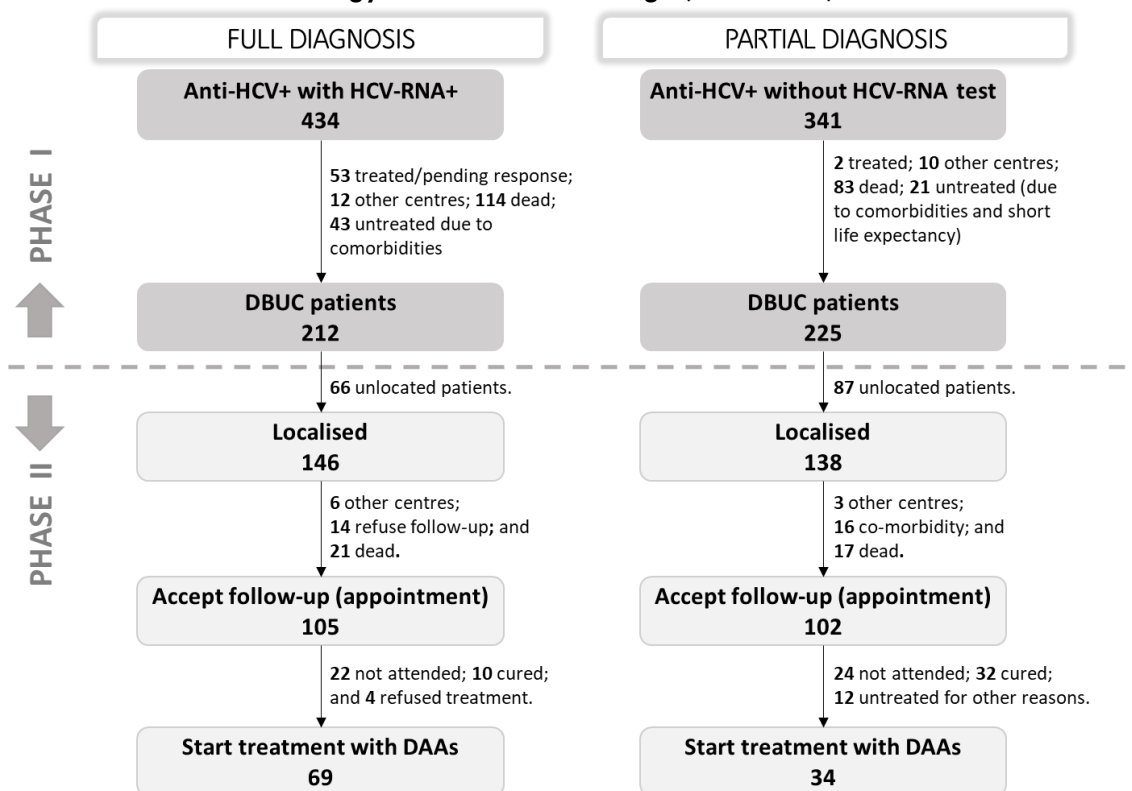 FULL DIAGNOSIS
PARTIAL DIAGNOSIS
Anti-HCV+ with HCV-RNA+
434
Anti-HCV+ without HCV-RNA test
341
PHASE I
53 treated/pending response;
12 other centres; 114 dead;
43 untreated due to
comorbidities
2 treated; 10 other centres;
83 dead; 21 untreated (due
to comorbidities and short
life expectancy)
DBUC patients
212
DBUC patients
225
66 unlocated patients.
87 unlocated patients.
PHASE II
Localised
146
Localised
138
6 other centres;
14 refuse follow-up; and
21 dead.
3 other centres;
16 co-morbidity; and
17 dead.
Accept follow-up (appointment)
105
Accept follow-up (appointment)
102
22 not attended; 10 cured;
and 4 refused treatment.
24 not attended; 32 cured;
12 untreated for other reasons.
Start treatment with DAAs
69
Start treatment with DAAs
34